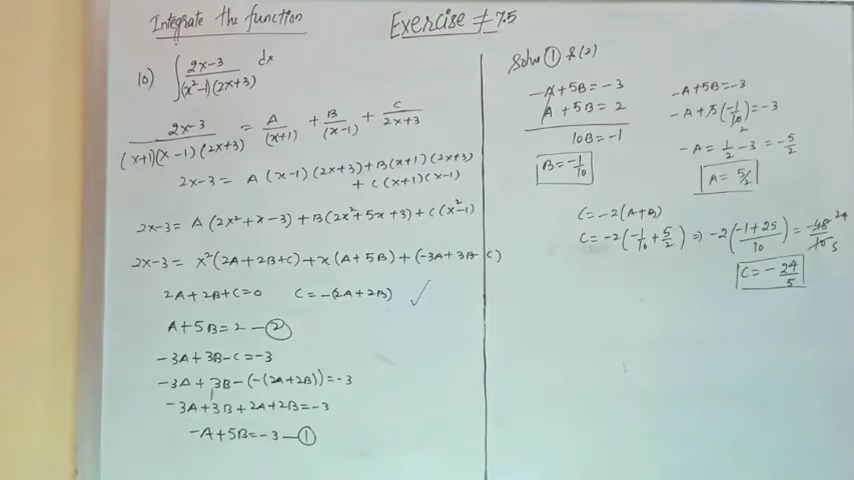 Integrate the function
Exercise ≠ 7.5
10) ∫ (2x-3)/((x²-1)(2x+3)) dx
(2x-3)/((x+1)(x-1)(2x+3)) = A/(x+1) + B/(x-1) + C/(2x+3)
2x-3 = A(x-1)(2x+3)+B(x+1)(2x+3)
+ C(x+1)(x-1)
2x-3 = A(2x²+x-3)+B(2x²+5x+3)+C(x²-1)
2x-3 = x²(2A+2B+C)+x(A+5B)+(-3A+3B-C)
2A+2B+C=0 C=-(2A+2B) ✓
A+5B=2 —②
-3A+3B-C=-3
-3A+3B-(-(2A+2B))=-3
-3A+3B+2A+2B=-3
-A+5B=-3—①
Solve ① & (2)
-A+5B=-3
A+5B=2
10B=-1
B=-1/10
-A+5B=-3
-A+5(-1/10)=-3
2
-A=1/2-3=-5/2
A=5/2
C=-2(A+B)
C=-2(-1/10+5/2)⇒-2((-1+25)/10)=-48/10 24 5
C=-24/5